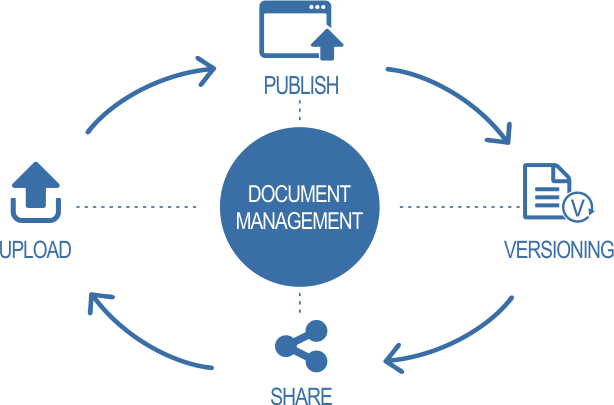 PUBLISH
DOCUMENT
MANAGEMENT
V
UPLOAD
VERSIONING
SHARE